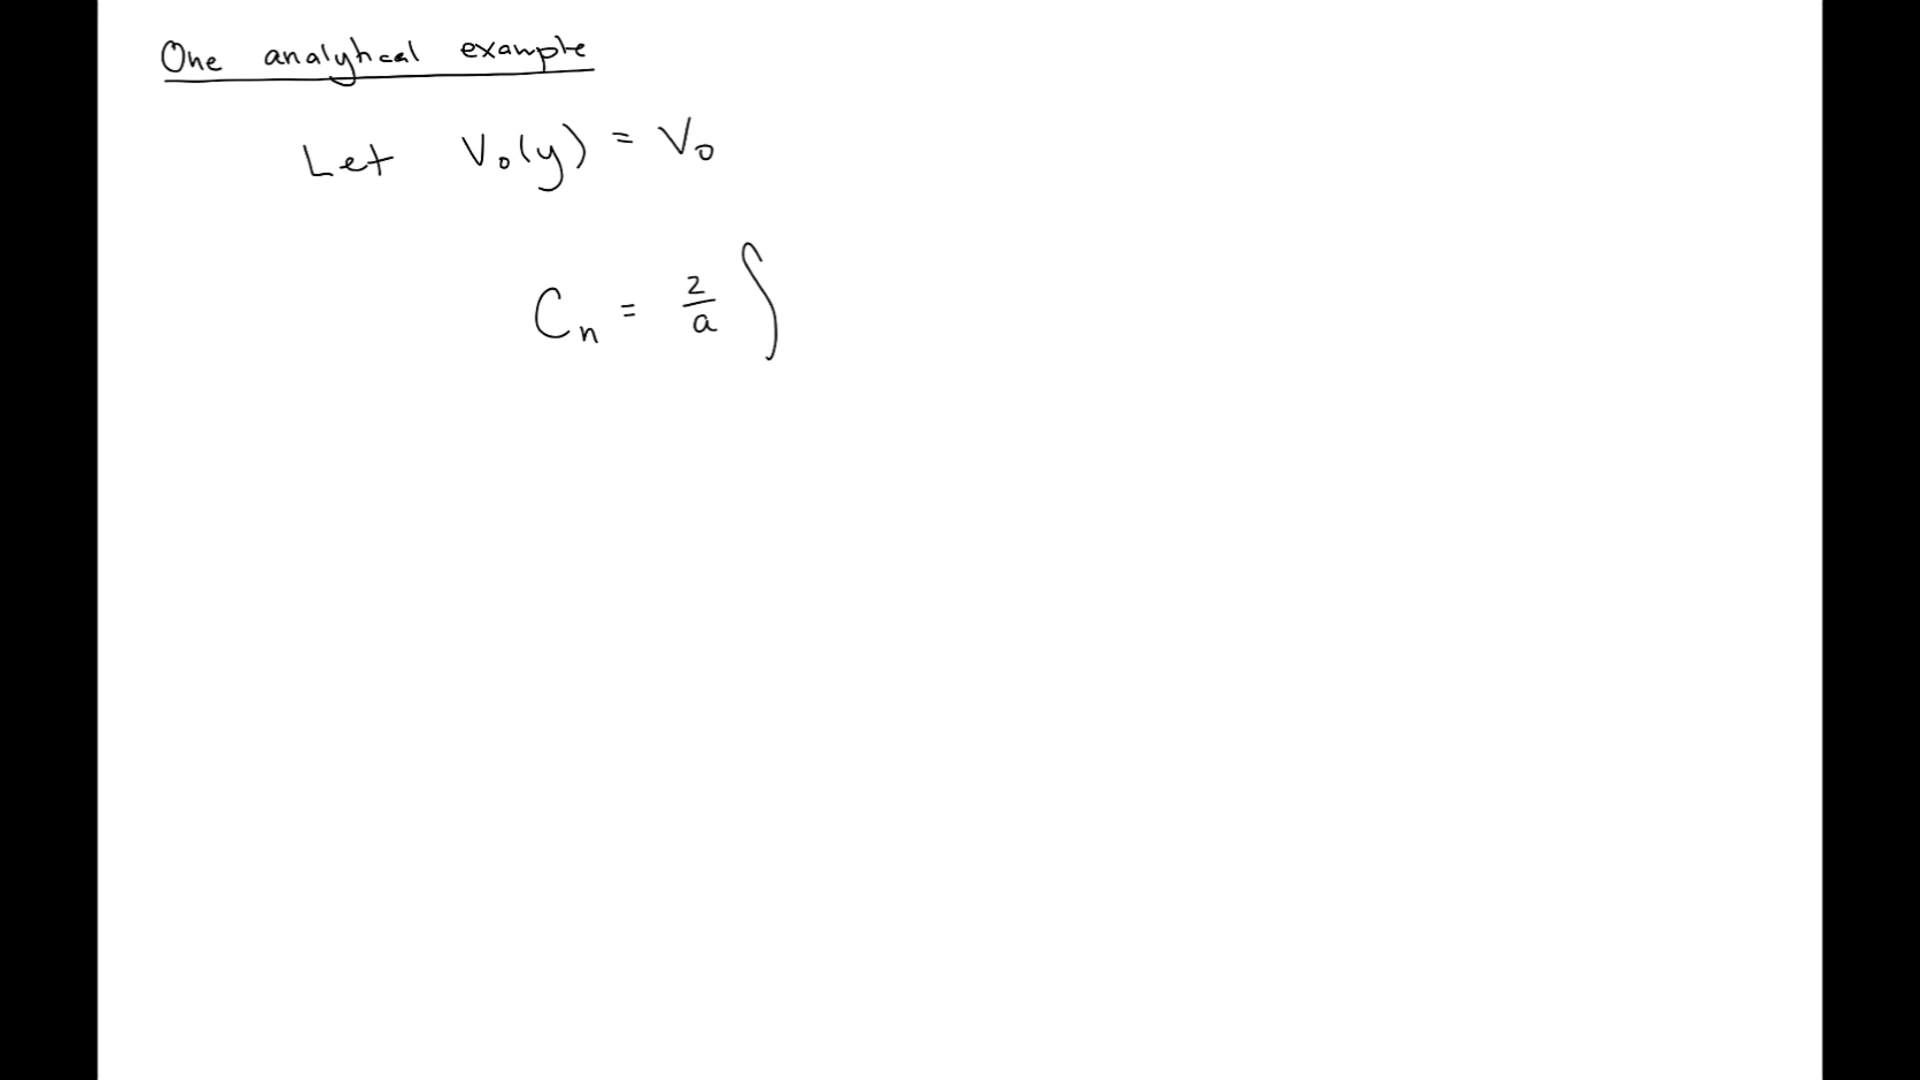 One analytical example
Let V₀(y) = V₀
Cₙ = 2/a ∫